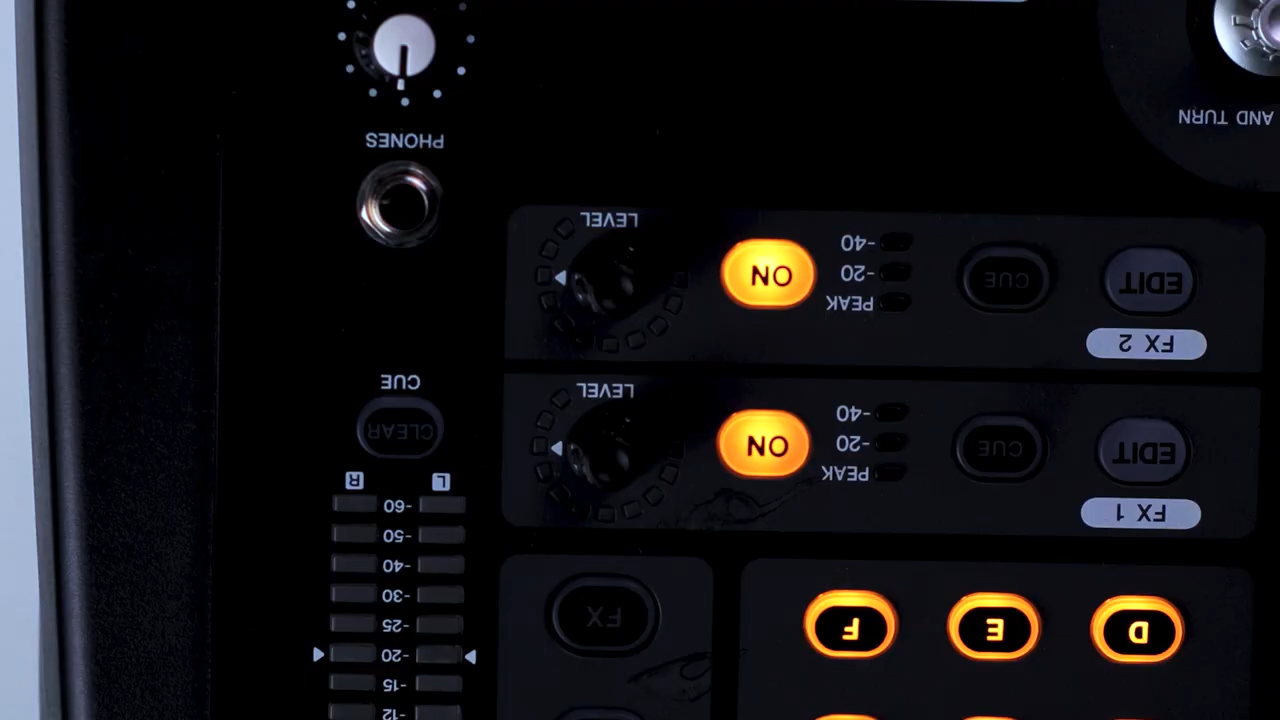 D E F
FX
FX 1
EDIT
CUE
PEAK
-20
-40
ON
LEVEL
FX 2
EDIT
CUE
PEAK
-20
-40
ON
LEVEL
-12
-15
-20
-25
-30
-40
-50
-60
L R
CLEAR
CUE
PHONES
AND TURN